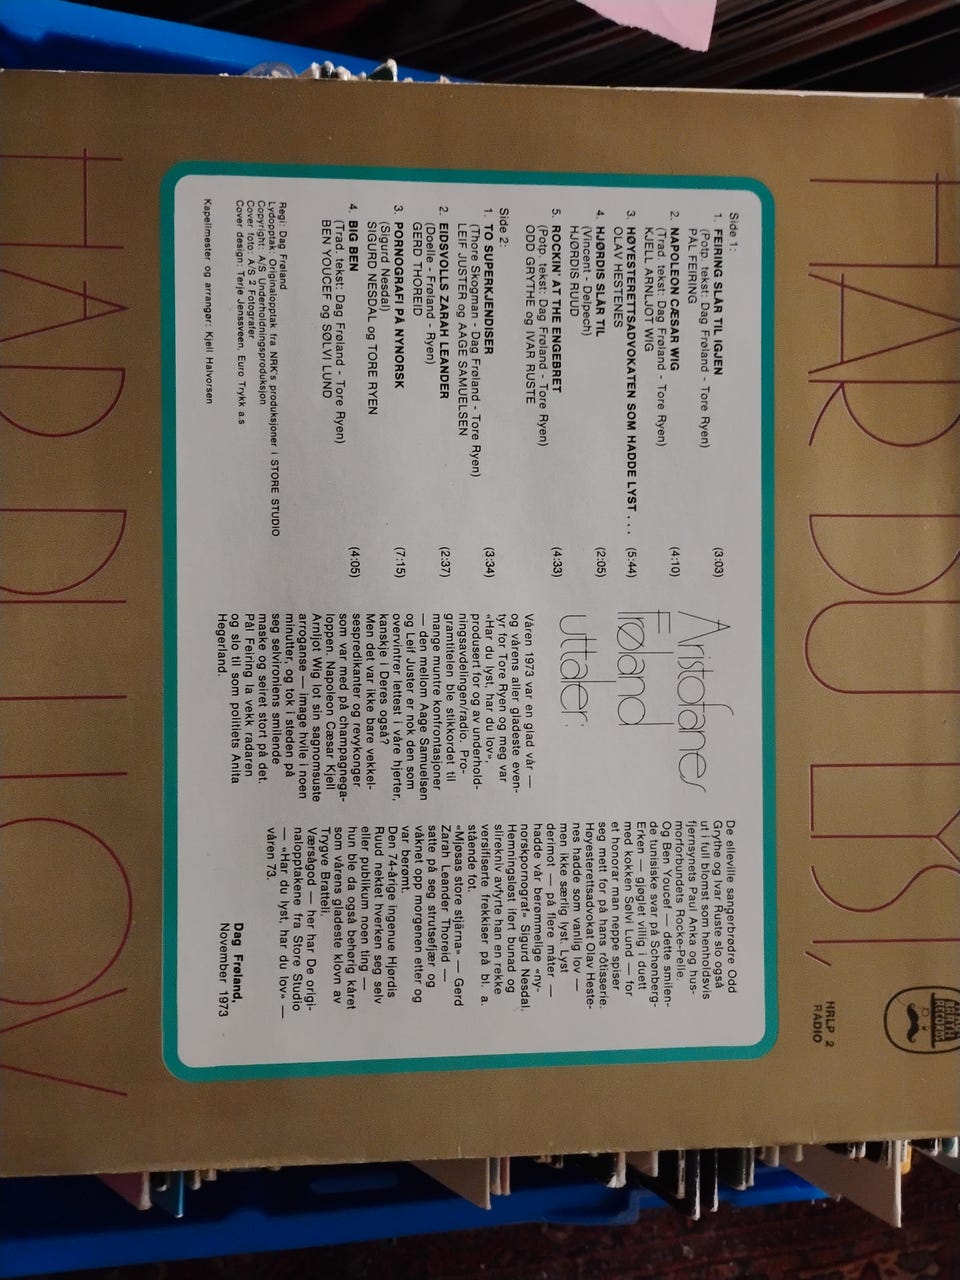 HAR DU LYST,
HRLP 2
RADIO
Side 1:
1. FEIRING SLÅR TIL IGJEN (3:03)
(Potp. tekst: Dag Frøland - Tore Ryen)
PÅL FEIRING
2. NAPOLEON CÆSAR WIG (4:10)
(Trad. tekst: Dag Frøland - Tore Ryen)
KJELL ARNLJOT WIG
3. HØYESTERETTSADVOKATEN SOM HADDE LYST . . . (5:44)
OLAV HESTENES
4. HJØRDIS SLÅR TIL (2:05)
(Vincent - Delpech)
HJØRDIS RUUD
5. ROCKIN' AT THE ENGEBRET (4:33)
(Potp. tekst: Dag Frøland - Tore Ryen)
ODD GRYTHE og IVAR RUSTE
Side 2:
1. TO SUPERKJENDISER (3:34)
(Thore Skogman - Dag Frøland - Tore Ryen)
LEIF JUSTER og AAGE SAMUELSEN
2. EIDSVOLLS ZARAH LEANDER (2:37)
(Doelle - Frøland - Ryen)
GERD THOREID
3. PORNOGRAFI PÅ NYNORSK (7:15)
(Sigurd Nesdal)
SIGURD NESDAL og TORE RYEN
4. BIG BEN (4:05)
(Trad. tekst: Dag Frøland - Tore Ryen)
BEN YOUCEF og SØLVI LUND
Regi: Dag Frøland
Lydopptak: Originalopptak fra NRK's produksjoner i STORE STUDIO
Copyright: A/S Underholdningsproduksjon
Cover foto: A/S 2 Fotografer
Cover design: Terje Jenssveen. Euro Trykk a.s
Kapellmester og arrangør: Kjell Halvorsen
Aristofanes
Frøland
uttaler:
Våren 1973 var en glad vår —
og vårens aller gladeste even-
tyr for Tore Ryen og meg var
«Har du lyst, har du lov»,
produsert for og av underhold-
ningsavdelingen/radio. Pro-
gramtitelen ble stikkordet til
mange muntre konfrontasjoner
— den mellom Aage Samuelsen
og Leif Juster er nok den som
overvintrer lettest i våre hjerter,
kanskje i Deres også?
Men det var ikke bare vekkel-
sespredikanter og revykonger
som var med på champagnega-
loppen. Napoleon Cæsar Kjell
Arnljot Wig lot sin sagnomsuste
arroganse — image hvile i noen
minutter, og tok i steden på
seg selvironiens smilende
maske og seiret stort på det.
Pål Feiring la vekk radaren
og slo til som politiets Anita
Hegerland.
De elleville sangerbrødre Odd
Grythe og Ivar Ruste slo også
ut i full blomst som henholdsvis
fjernsynets Paul Anka og hus-
morforbundets Rocke-Pelle.
Og Ben Youcef — dette smilen-
de tunisiske svar på Schønberg-
Erken — gjøglet villig i duett
med kokken Sølvi Lund — for
et honorar man neppe spiser
seg mett for på hans rôtisserie.
Høyesterettsadvokat Olav Heste-
nes hadde som vanlig lov —
men ikke særlig lyst. Lyst
derimot — på flere måter —
hadde vår berømmelige «ny-
norskpornograf» Sigurd Nesdal.
Hemningsløst iført bunad og
slirekniv avfyrte han en rekke
versifiserte frekkiser på bl. a.
stående fot.
«Mjøsas store stjärna» — Gerd
Zarah Leander Thoreid —
satte på seg strutsefjær og
våknet opp morgenen etter og
var berømt.
Den 74-årige ingenue Hjørdis
Ruud nektet hverken seg selv
eller publikum noen ting —
hun ble da også behørig kåret
som vårens gladeste klovn av
Trygve Bratteli.
Værsågod — her har De origi-
nalopptakene fra Store Studio
— «Har du lyst, har du lov» —
våren 73.
Dag Frøland,
November 1973
HAR DU LOV